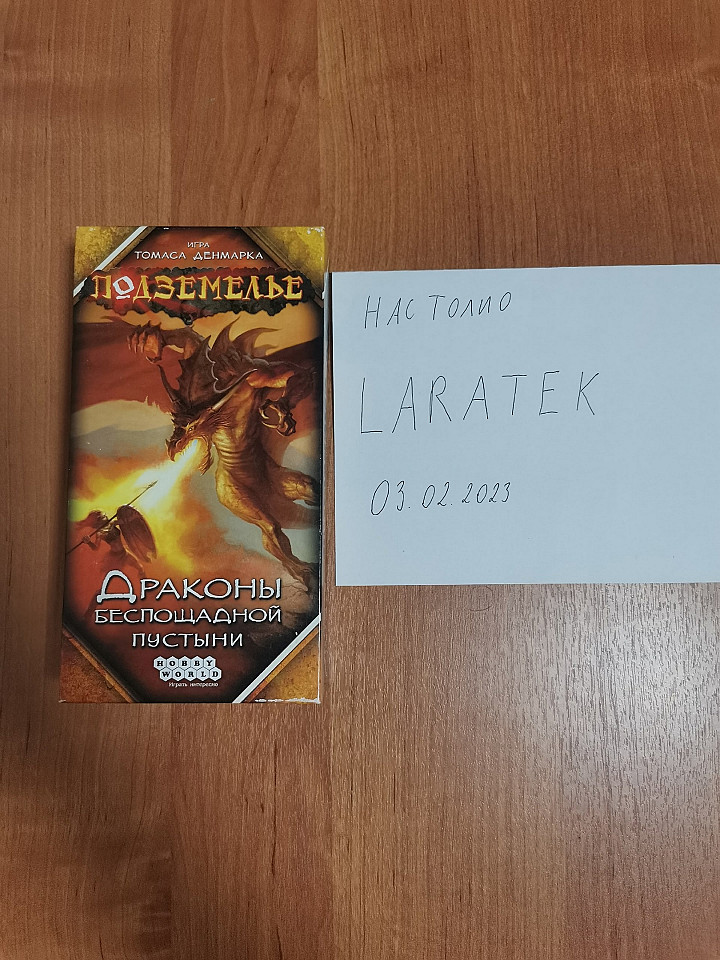 ИГРА
ТОМАСА ДЕНМАРКА
ПОДЗЕМЕЛЬЕ
ДРАКОНЫ
БЕСПОЩАДНОЙ
ПУСТЫНИ
HOBBY
WORLD
Играть интересно
НАСТОЛИО
LARATEK
03.02.2023